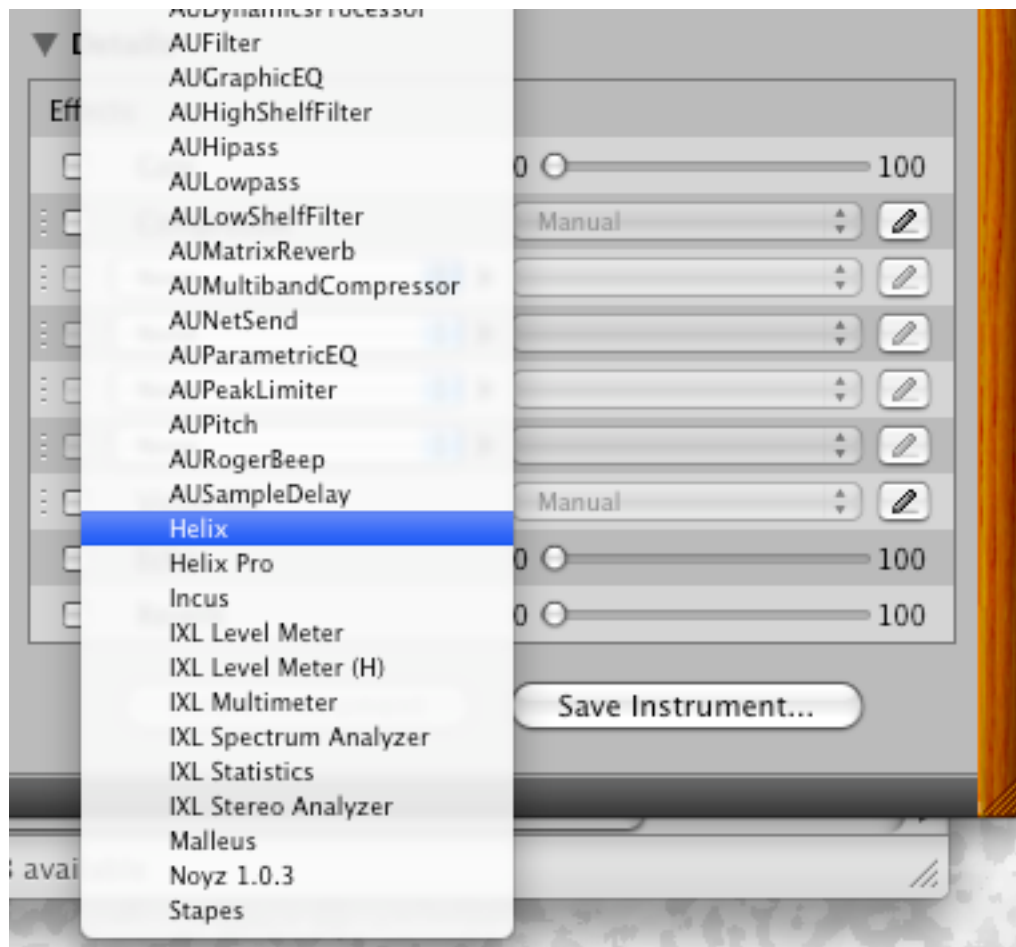 AUDynamicsProcessor
AUFilter
AUGraphicEQ
Effects
AUHighShelfFilter
AUHipass
0 100
AULowpass
AULowShelfFilter
Manual
AUMatrixReverb
AUMultibandCompressor
AUNetSend
AUParametricEQ
AUPeakLimiter
AUPitch
AURogerBeep
AUSampleDelay
Manual
Helix
Helix Pro
0 100
Incus
0 100
IXL Level Meter
IXL Level Meter (H)
IXL Multimeter
Save Instrument...
IXL Spectrum Analyzer
IXL Statistics
IXL Stereo Analyzer
Malleus
Noyz 1.0.3
Stapes